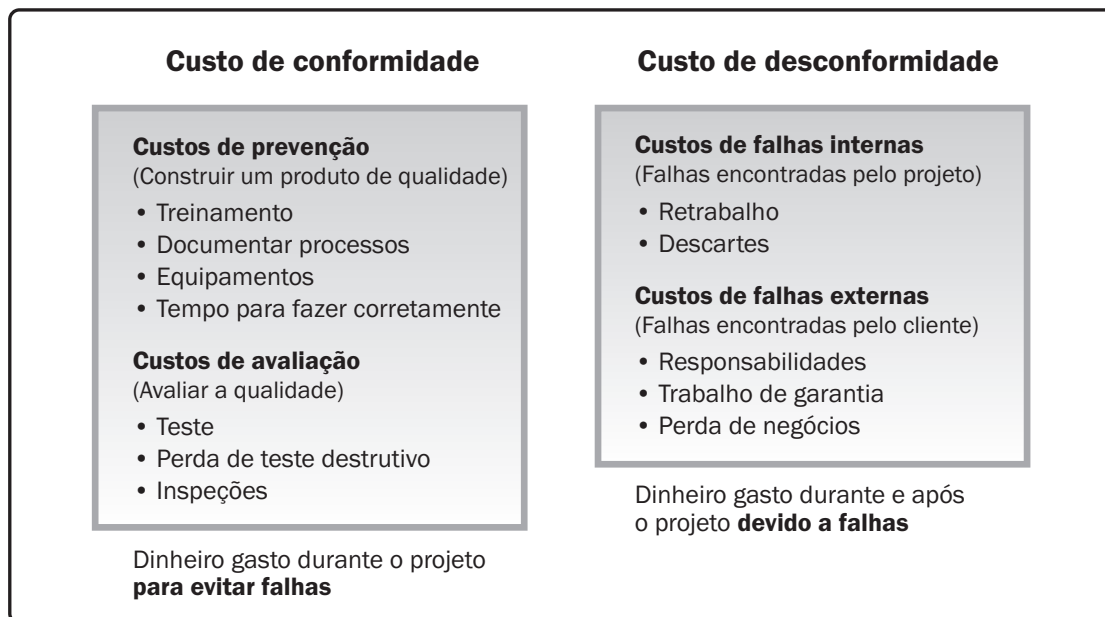 Custo de conformidade
Custos de prevenção
(Construir um produto de qualidade)
• Treinamento
• Documentar processos
• Equipamentos
• Tempo para fazer corretamente
Custos de avaliação
(Avaliar a qualidade)
• Teste
• Perda de teste destrutivo
• Inspeções
Dinheiro gasto durante o projeto
para evitar falhas
Custo de desconformidade
Custos de falhas internas
(Falhas encontradas pelo projeto)
• Retrabalho
• Descartes
Custos de falhas externas
(Falhas encontradas pelo cliente)
• Responsabilidades
• Trabalho de garantia
• Perda de negócios
Dinheiro gasto durante e após
o projeto devido a falhas